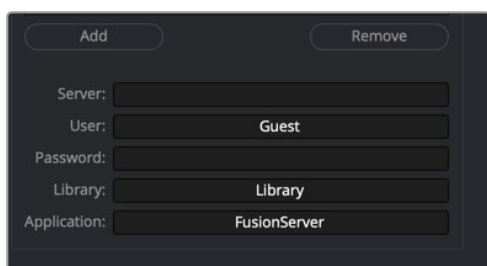 Add Remove
Server:
User: Guest
Password:
Library: Library
Application: FusionServer